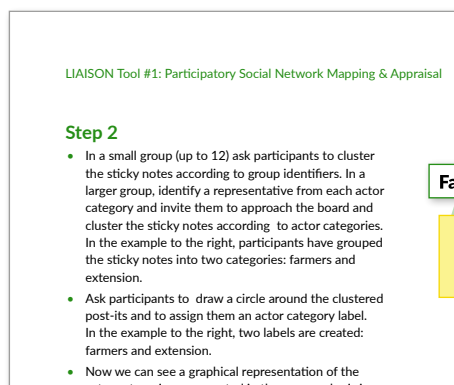 LIAISON Tool #1: Participatory Social Network Mapping & Appraisal
Step 2
• In a small group (up to 12) ask participants to cluster
the sticky notes according to group identifiers. In a
larger group, identify a representative from each actor
category and invite them to approach the board and
cluster the sticky notes according  to actor categories.
In the example to the right, participants have grouped
the sticky notes into two categories: farmers and
extension.
• Ask participants to  draw a circle around the clustered
post-its and to assign them an actor category label.
In the example to the right, two labels are created:
farmers and extension.
• Now we can see a graphical representation of the